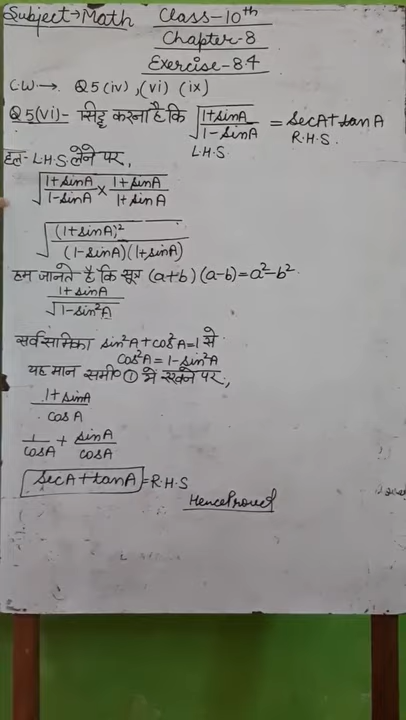 Subject→Math Class-10th
Chapter-8
Exercise-8.4
C.W.→ Q5(iv),(vi) (ix)
Q5(vi)- सिद्ध करना है कि √(1+sinA / 1-sinA) = secA+tanA
L.H.S R.H.S.
हल- L.H.S. लेने पर,
√(1+sinA / 1-sinA × 1+sinA / 1+sinA)
√((1+sinA)² / (1-sinA)(1+sinA))
हम जानते है कि सूत्र (a+b)(a-b)=a²-b²
1+sinA / √(1-sin²A)
सर्वसमिका sin²A+cos²A=1 से
cos²A=1-sin²A
यह मान समी० ① में रखने पर,
1+sinA / cosA
1/cosA + sinA/cosA
secA+tanA = R.H.S
Hence Proved